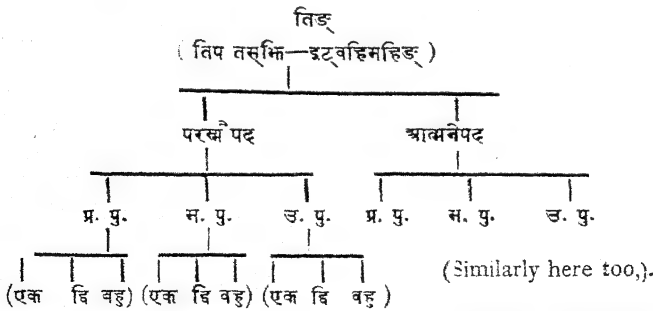 तिङ्
( तिप तस्झि—इट्वहिमहिङ् )
परस्मैपद आत्मनेपद
प्र. पु. म. पु. उ. पु. प्र. पु. म. पु. उ. पु.
(एक द्वि बहु) (एक द्वि बहु) (एक द्वि बहु ) (Similarly here too,).